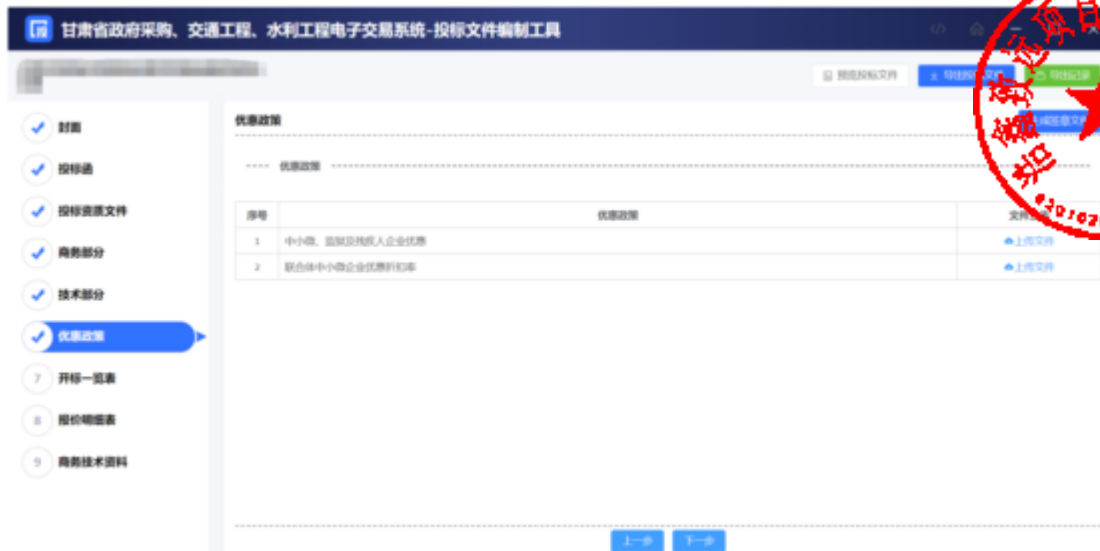 甘肃省政府采购、交通工程、水利工程电子交易系统-投标文件编制工具
预览投标文件
导出记录
封面
投标函
投标资质文件
商务部分
技术部分
优惠政策
7 开标一览表
8 报价明细表
9 商务技术资料
优惠政策
优惠政策
序号 优惠政策
1 中小微、监狱及残疾人企业优惠 上传文件
2 联合体中小微企业优惠折扣率 上传文件
上一步 下一步